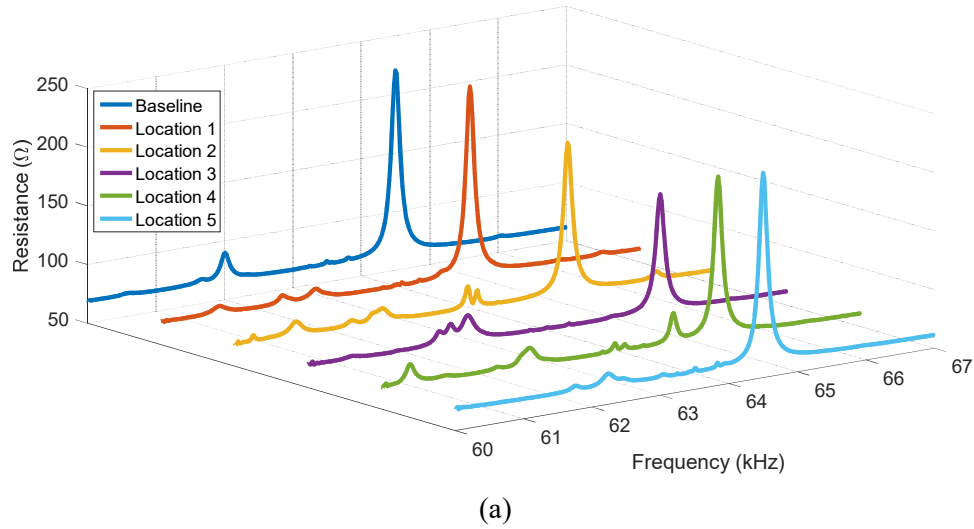 250
200
150
100
50
Resistance (Ω)
Baseline
Location 1
Location 2
Location 3
Location 4
Location 5
60
61
62
63
64
65
66
67
Frequency (kHz)
(a)